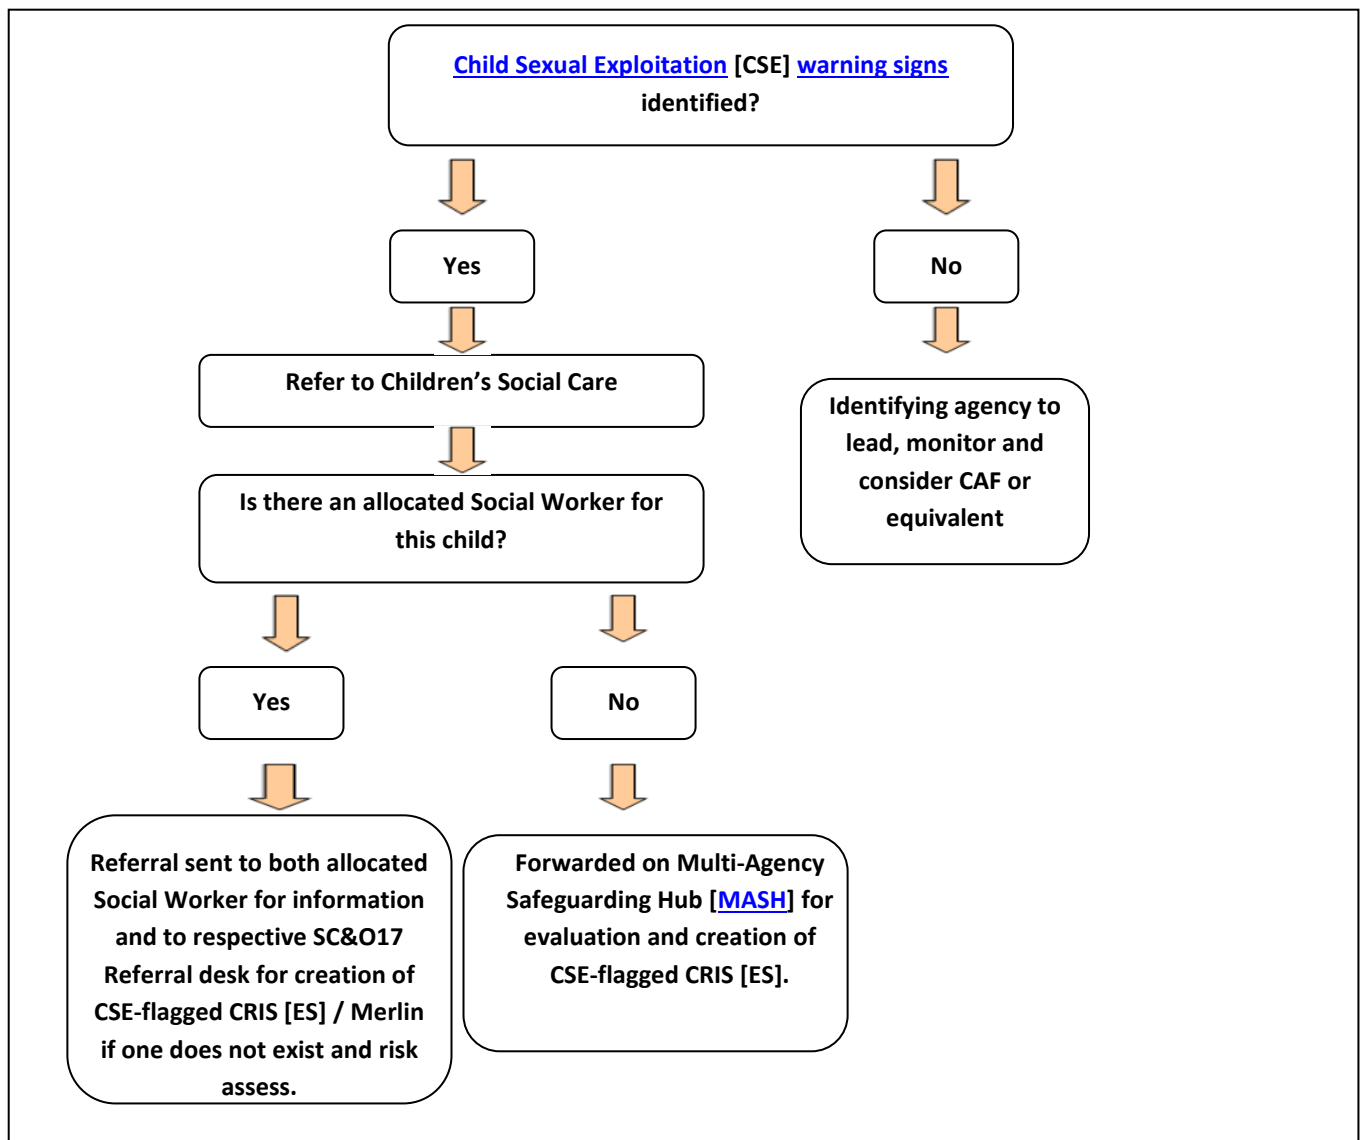 Child Sexual Exploitation [CSE] warning signs
identified?
Yes
No
Refer to Children’s Social Care
Identifying agency to
lead, monitor and
consider CAF or
equivalent
Is there an allocated Social Worker for
this child?
Yes
No
Referral sent to both allocated
Social Worker for information
and to respective SC&O17
Referral desk for creation of
CSE-flagged CRIS [ES] / Merlin
if one does not exist and risk
assess.
Forwarded on Multi-Agency
Safeguarding Hub [MASH] for
evaluation and creation of
CSE-flagged CRIS [ES].